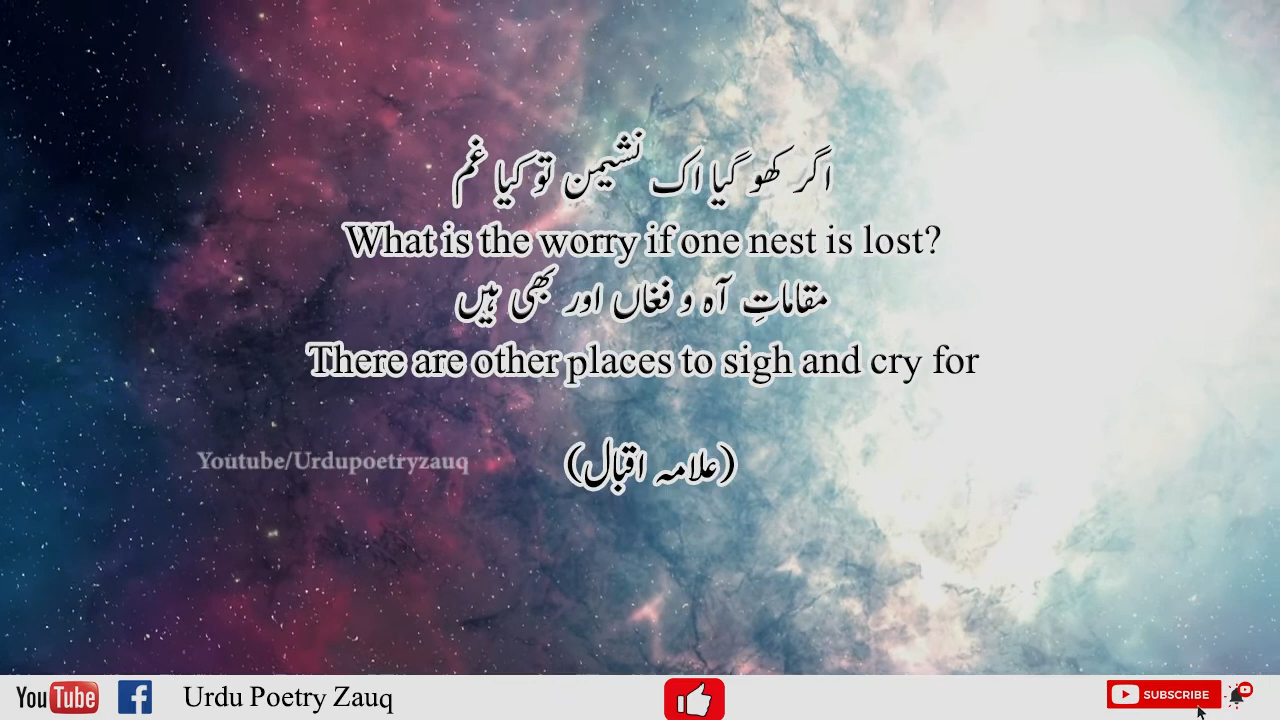 اگر کھو گیا اک نشیمن تو کیا غم
What is the worry if one nest is lost?
مقاماتِ آہ و فغاں اور بھی ہیں
There are other places to sigh and cry for
Youtube/Urdupoetryzauq
(علامہ اقبال)
YouTube
Urdu Poetry Zauq
SUBSCRIBE